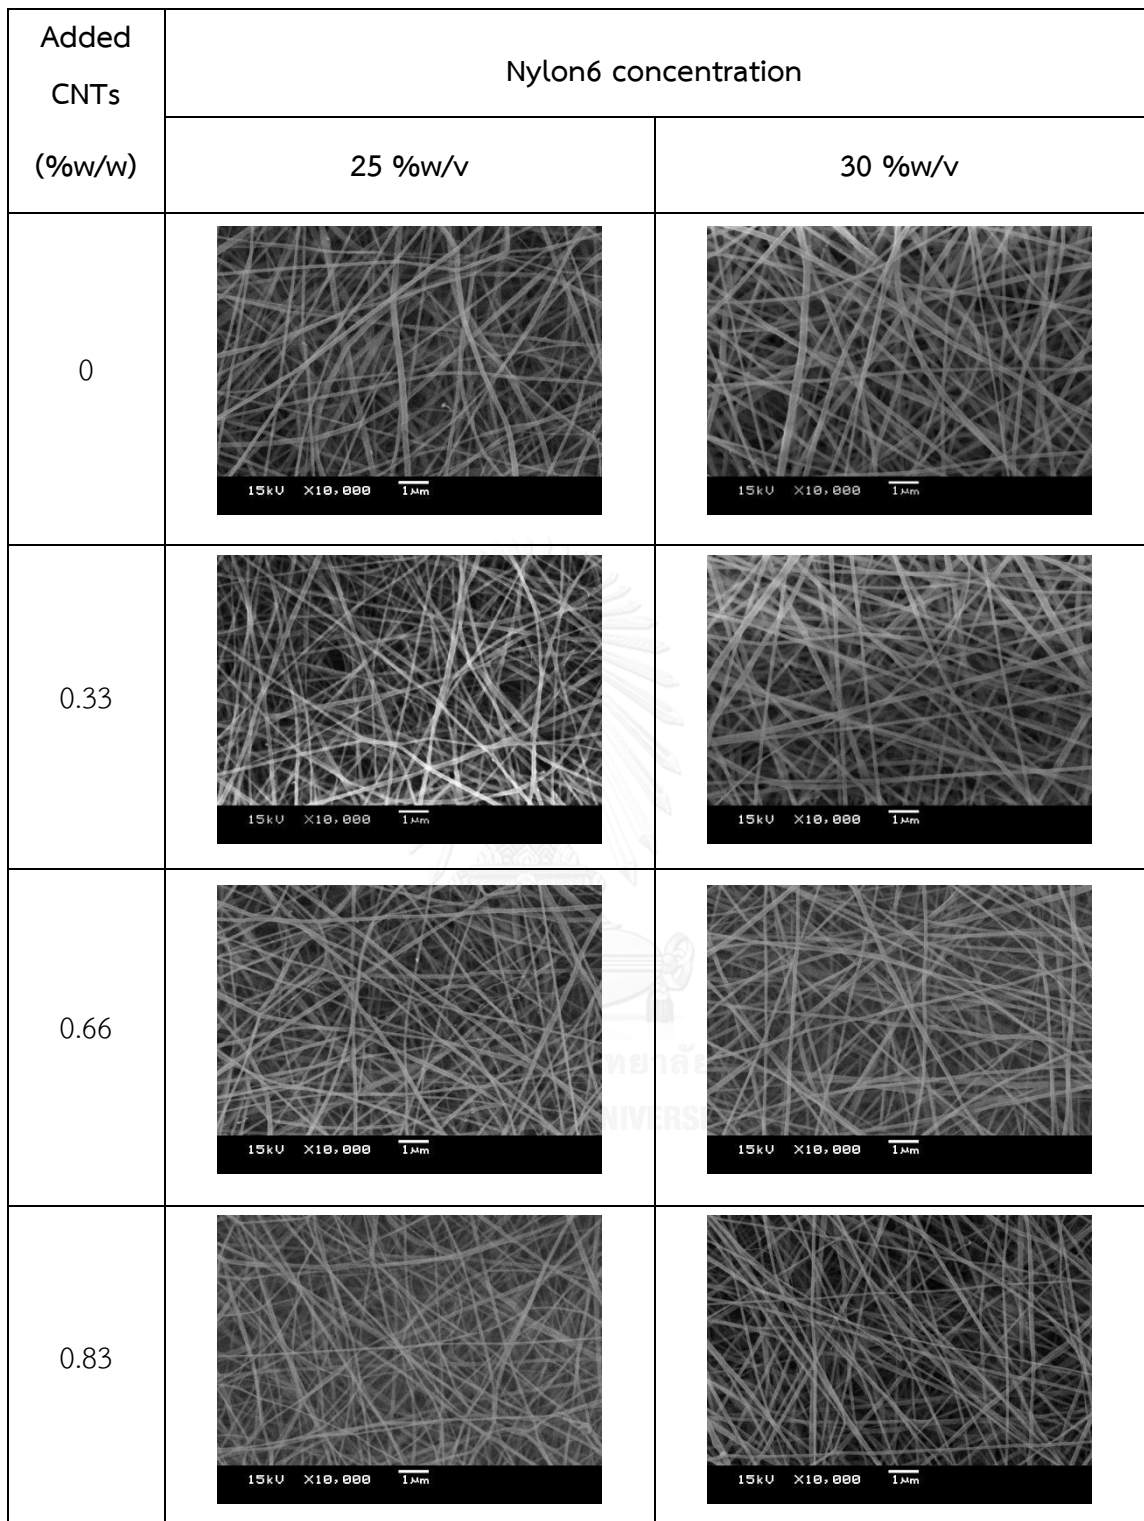 Added
CNTs
(%w/w)
Nylon6 concentration
25 %w/v
30 %w/v
0
15kV X10,000 1μm
15kV X10,000 1μm
0.33
15kV X10,000 1μm
15kV X10,000 1μm
0.66
15kV X10,000 1μm
15kV X10,000 1μm
0.83
15kV X10,000 1μm
15kV X10,000 1μm